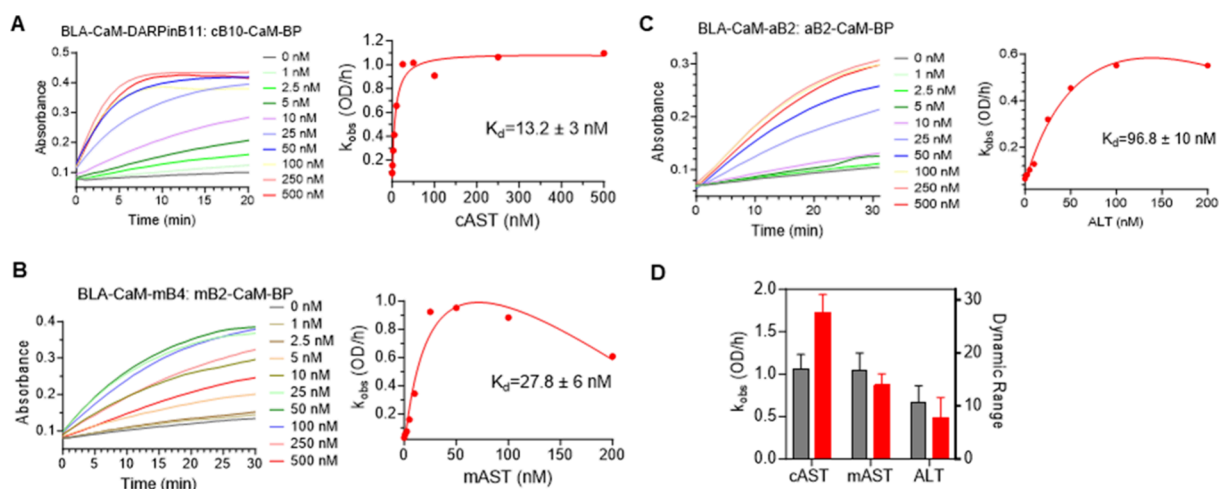 A
BLA-CaM-DARPinB11: cB10-CaM-BP
Absorbance
0.5
0.4
0.3
0.2
0.1
0 5 10 15 20
Time (min)
0 nM
1 nM
2.5 nM
5 nM
10 nM
25 nM
50 nM
100 nM
250 nM
500 nM
kobs (OD/h)
1.2
1.0
0.8
0.6
0.4
0.2
0 100 200 300 400 500
cAST (nM)
Kd=13.2 ± 3 nM
B
BLA-CaM-mB4: mB2-CaM-BP
Absorbance
0.4
0.3
0.2
0.1
0 5 10 15 20 25 30
Time (min)
0 nM
1 nM
2.5 nM
5 nM
10 nM
25 nM
50 nM
100 nM
250 nM
500 nM
kobs (OD/h)
1.0
0.8
0.6
0.4
0.2
0 50 100 150 200
mAST (nM)
Kd=27.8 ± 6 nM
C
BLA-CaM-aB2: aB2-CaM-BP
Absorbance
0.3
0.2
0.1
0 10 20 30
Time (min)
0 nM
1 nM
2.5 nM
5 nM
10 nM
25 nM
50 nM
100 nM
250 nM
500 nM
kobs (OD/h)
0.6
0.4
0.2
0.0
0 50 100 150 200
ALT (nM)
Kd=96.8 ± 10 nM
D
kobs (OD/h)
2.0
1.5
1.0
0.5
0.0
cAST mAST ALT
30
20
10
0
Dynamic Range